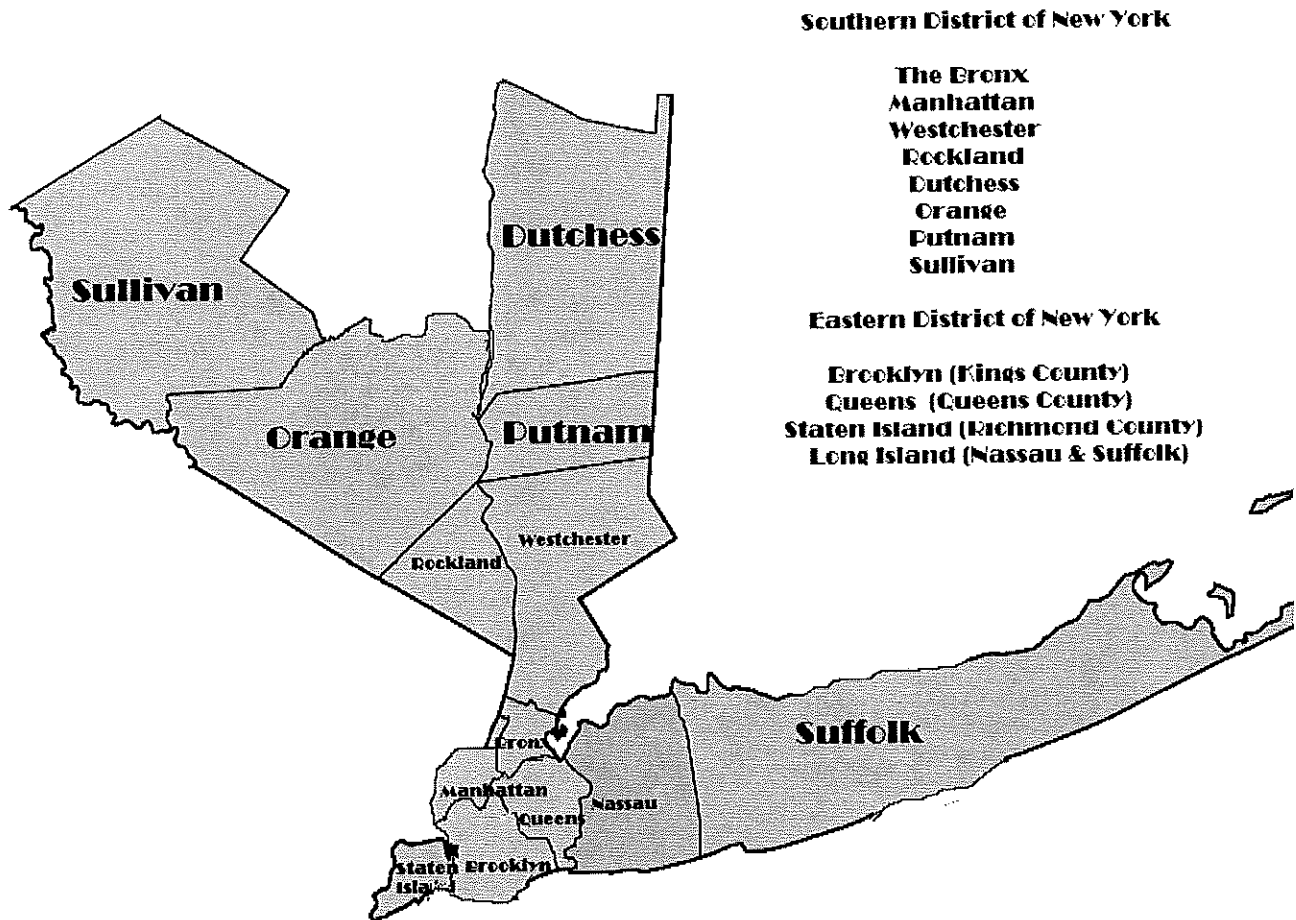 Southern District of New York
The Bronx
Manhattan
Westchester
Rockland
Dutchess
Orange
Putnam
Sullivan
Eastern District of New York
Brooklyn (Kings County)
Queens (Queens County)
Staten Island (Richmond County)
Long Island (Nassau & Suffolk)
Dutchess
Sullivan
Orange
Putnam
Westchester
Rockland
Suffolk
Bronx
Manhattan
Nassau
Queens
Staten
Island
Brooklyn